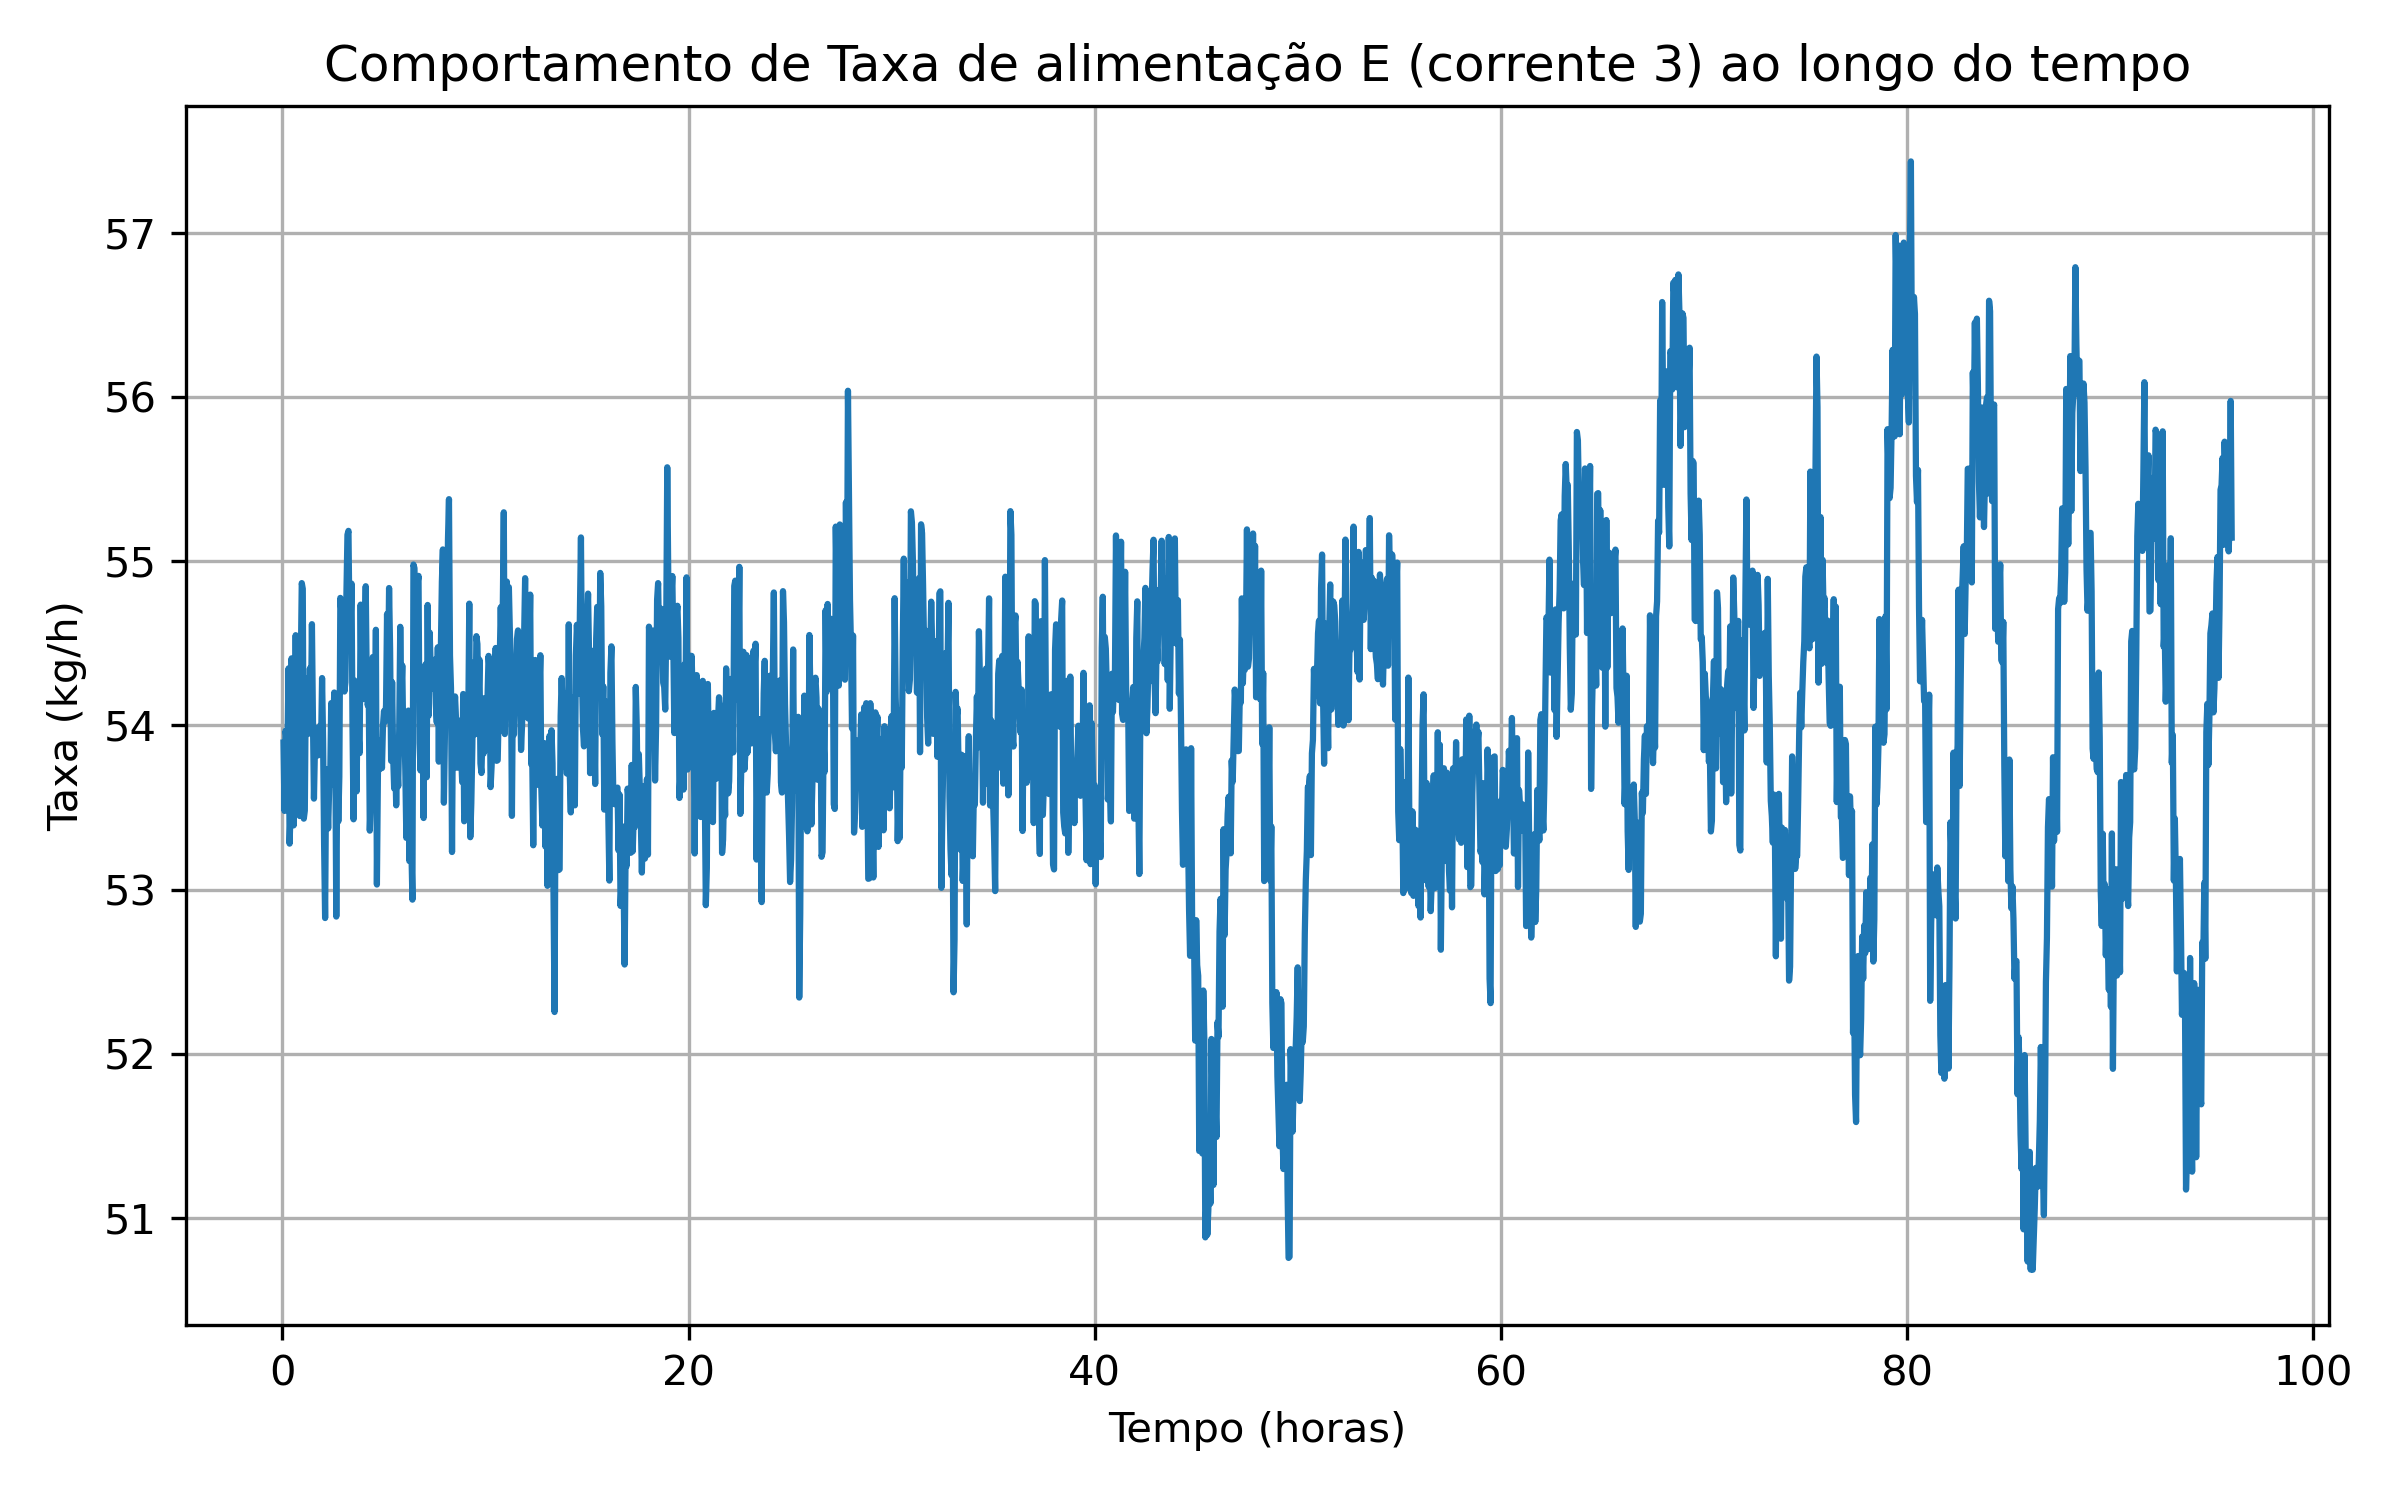 Comportamento de Taxa de alimentação E (corrente 3) ao longo do tempo
57
56
55
54
53
52
51
Taxa (kg/h)
0 20 40 60 80 100
Tempo (horas)